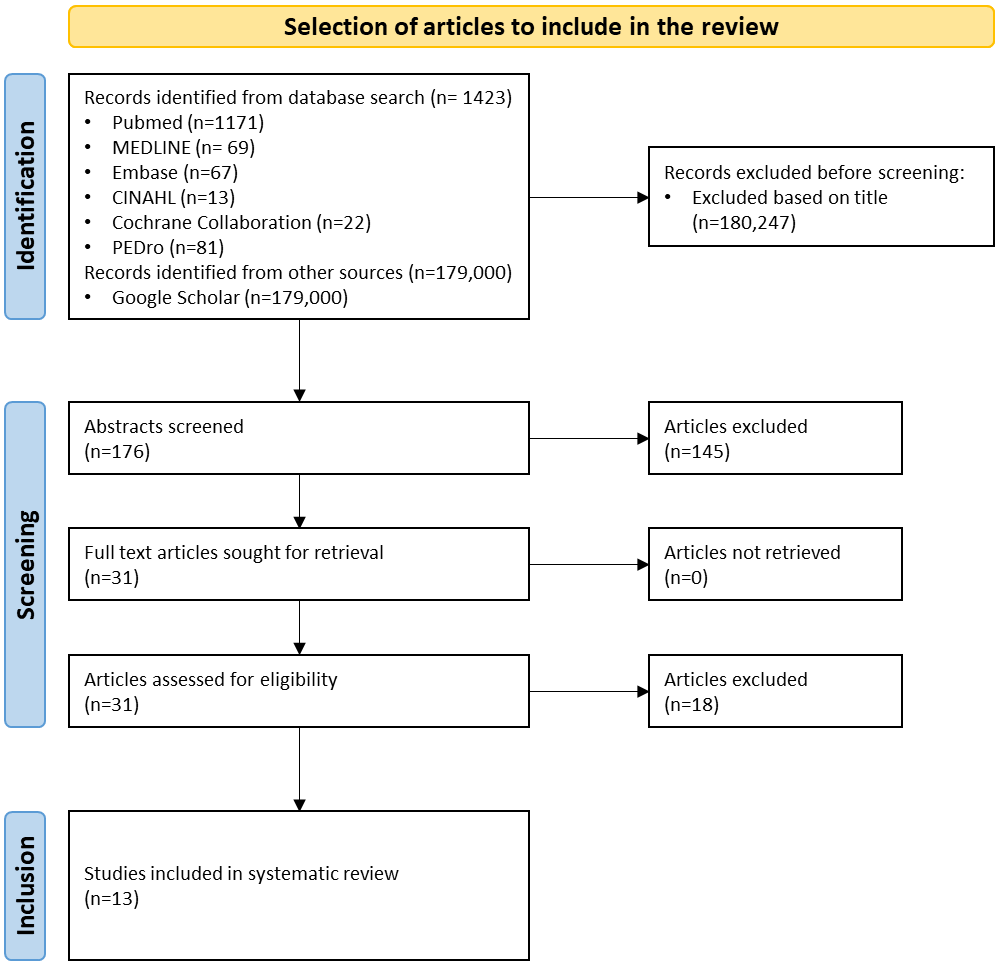 Selection of articles to include in the review
Identification
Records identified from database search (n= 1423)
• Pubmed (n=1171)
• MEDLINE (n= 69)
• Embase (n=67)
• CINAHL (n=13)
• Cochrane Collaboration (n=22)
• PEDro (n=81)
Records identified from other sources (n=179,000)
• Google Scholar (n=179,000)
Records excluded before screening:
• Excluded based on title
(n=180,247)
Screening
Abstracts screened
(n=176)
Articles excluded
(n=145)
Full text articles sought for retrieval
(n=31)
Articles not retrieved
(n=0)
Articles assessed for eligibility
(n=31)
Articles excluded
(n=18)
Inclusion
Studies included in systematic review
(n=13)